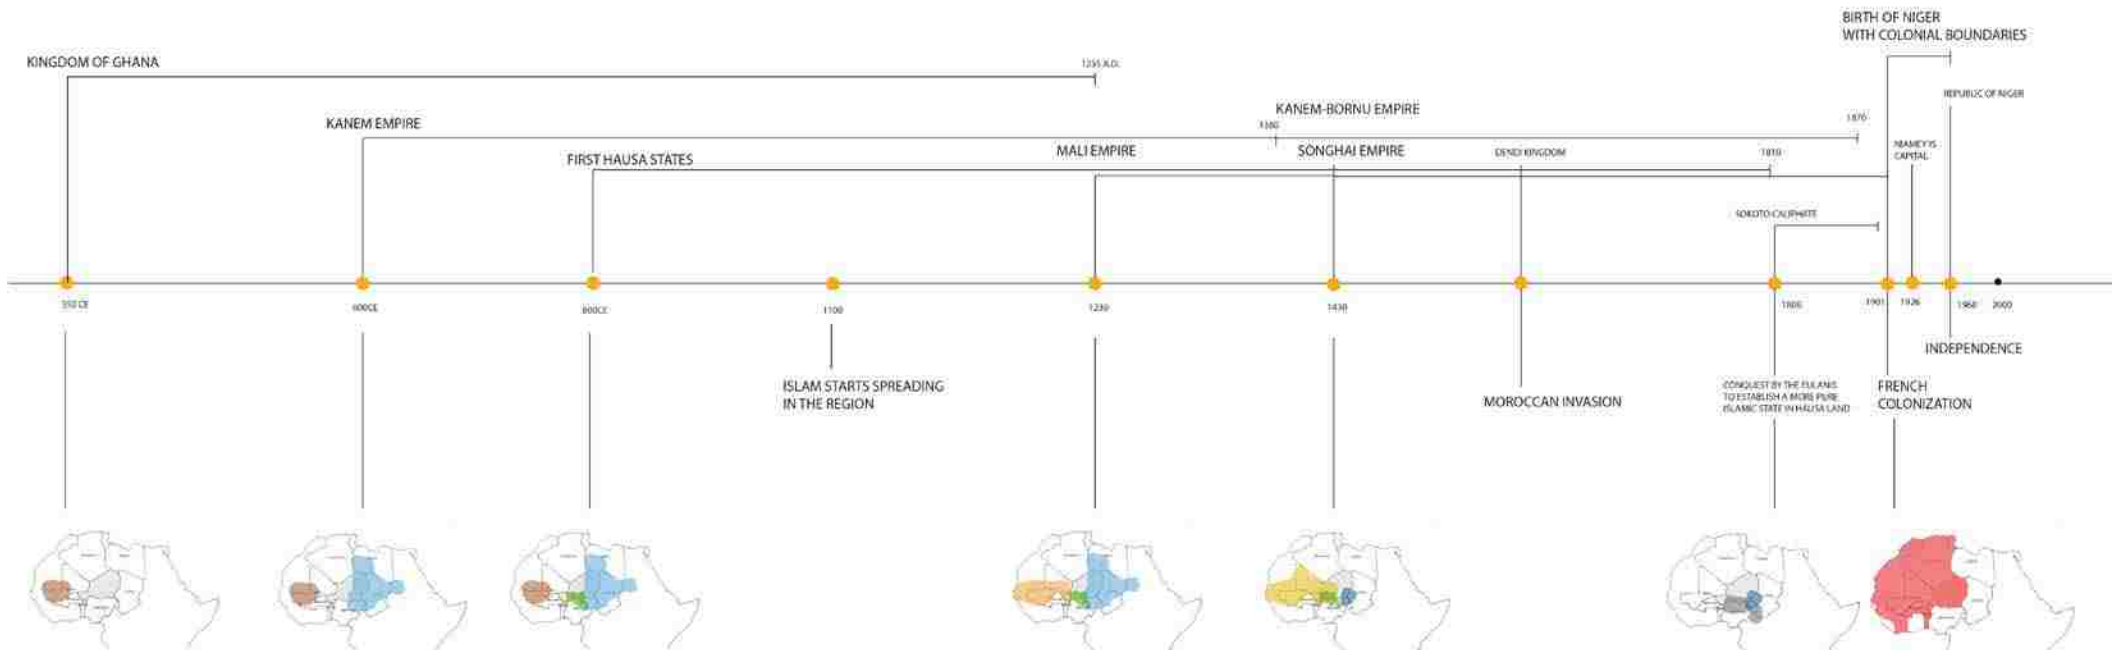 BIRTH OF NIGER
WITH COLONIAL BOUNDARIES
KINGDOM OF GHANA
1235 A.D.
REPUBLIC OF NIGER
KANEM-BORNU EMPIRE
KANEM EMPIRE
1380
1870
FIRST HAUSA STATES
MALI EMPIRE
SONGHAI EMPIRE
DENDI KINGDOM
1810
NIAMEY IS
CAPITAL
SOKOTO CALIPHATE
350 CE
600CE
800CE
1100
1230
1430
1800
1901
1926
1960
2000
INDEPENDENCE
ISLAM STARTS SPREADING
IN THE REGION
MOROCCAN INVASION
CONQUEST BY THE FULANIS
TO ESTABLISH A MORE PURE
ISLAMIC STATE IN HAUSA LAND
FRENCH
COLONIZATION